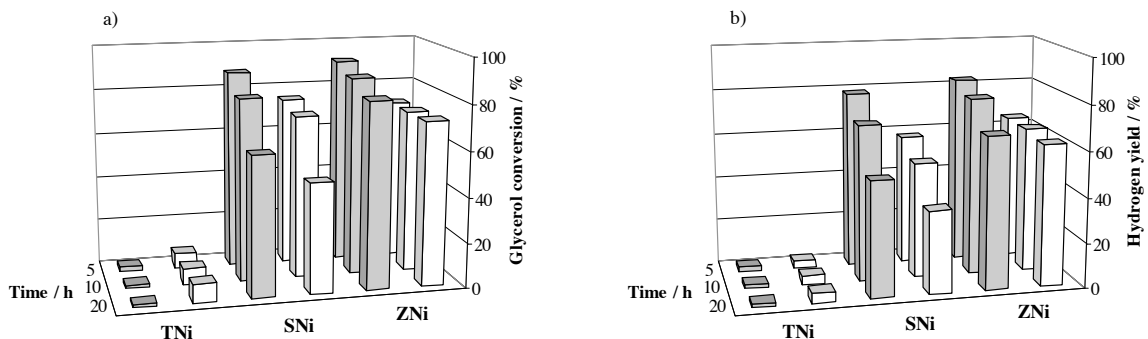 a)
100
80
60
40
20
0
Glycerol conversion / %
5
10
20
Time / h
TNi
SNi
ZNi
b)
100
80
60
40
20
0
Hydrogen yield / %
5
10
20
Time / h
TNi
SNi
ZNi